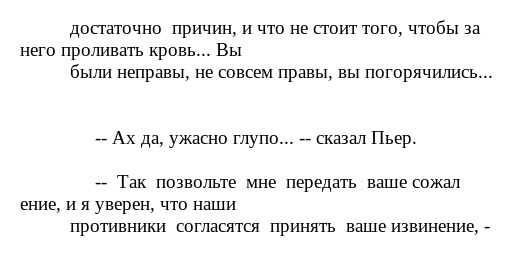 достаточно причин, и что не стоит того, чтобы за
него проливать кровь... Вы
были неправы, не совсем правы, вы погорячились...
-- Ах да, ужасно глупо... -- сказал Пьер.
-- Так позвольте мне передать ваше сожал
ение, и я уверен, что наши
противники согласятся принять ваше извинение, -